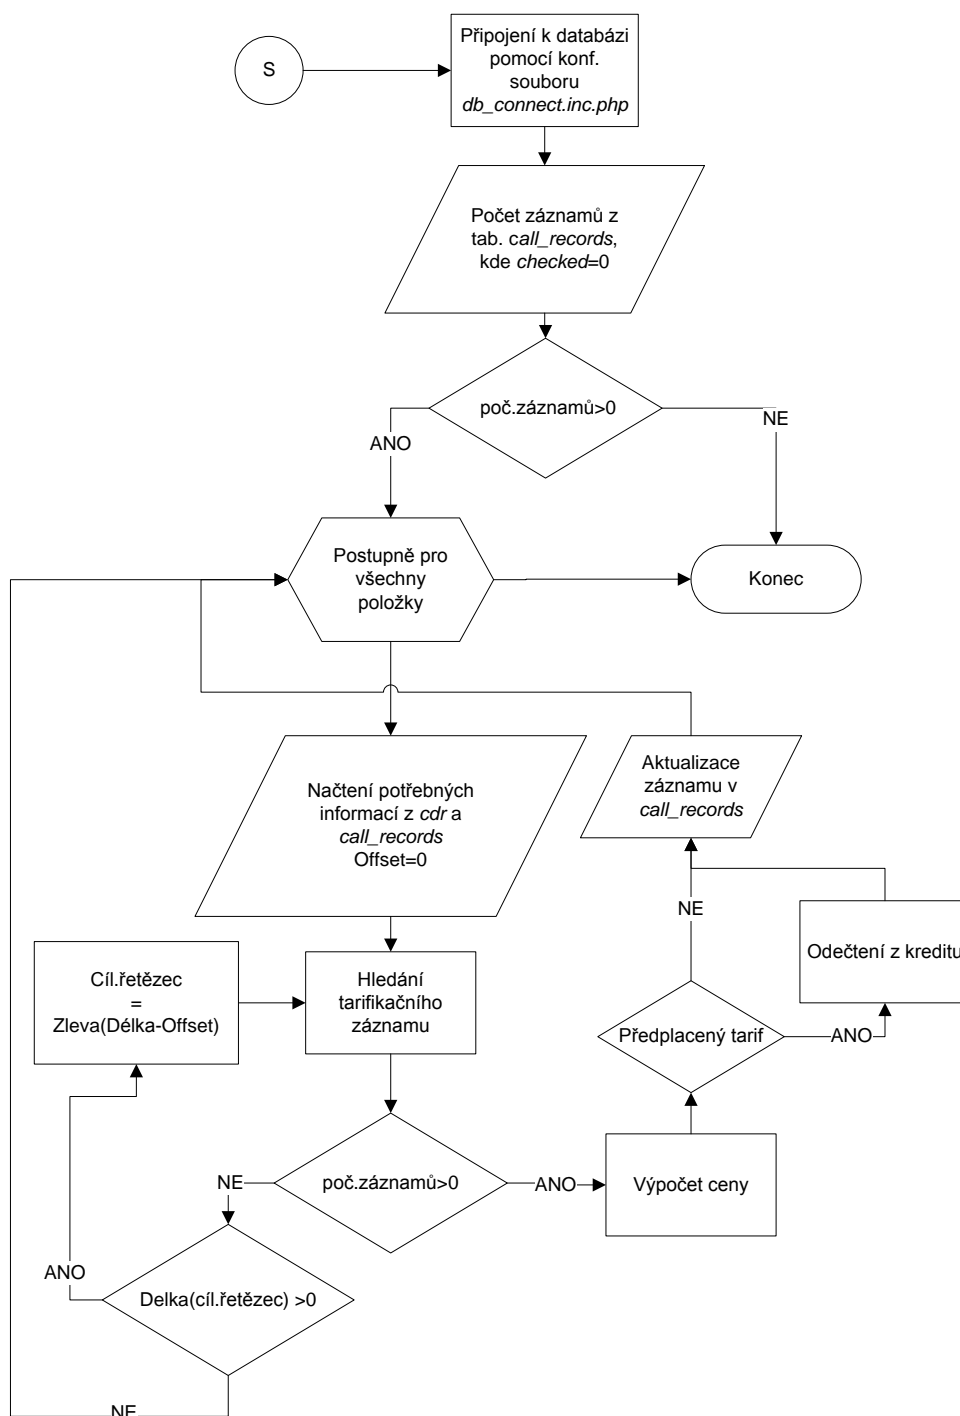 S
Připojení k databázi
pomocí konf.
souboru
db_connect.inc.php
Počet záznamů z
tab. call_records,
kde checked=0
poč.záznamů>0
ANO
NE
Postupně pro
všechny
položky
Konec
Načtení potřebných
informací z cdr a
call_records
Offset=0
Aktualizace
záznamu v
call_records
NE
Odečtení z kreditu
Cíl.řetězec
=
Zleva(Délka-Offset)
Hledání
tarifikačního
záznamu
Předplacený tarif
ANO
poč.záznamů>0
NE
ANO
Výpočet ceny
ANO
Delka(cíl.řetězec) >0
NE